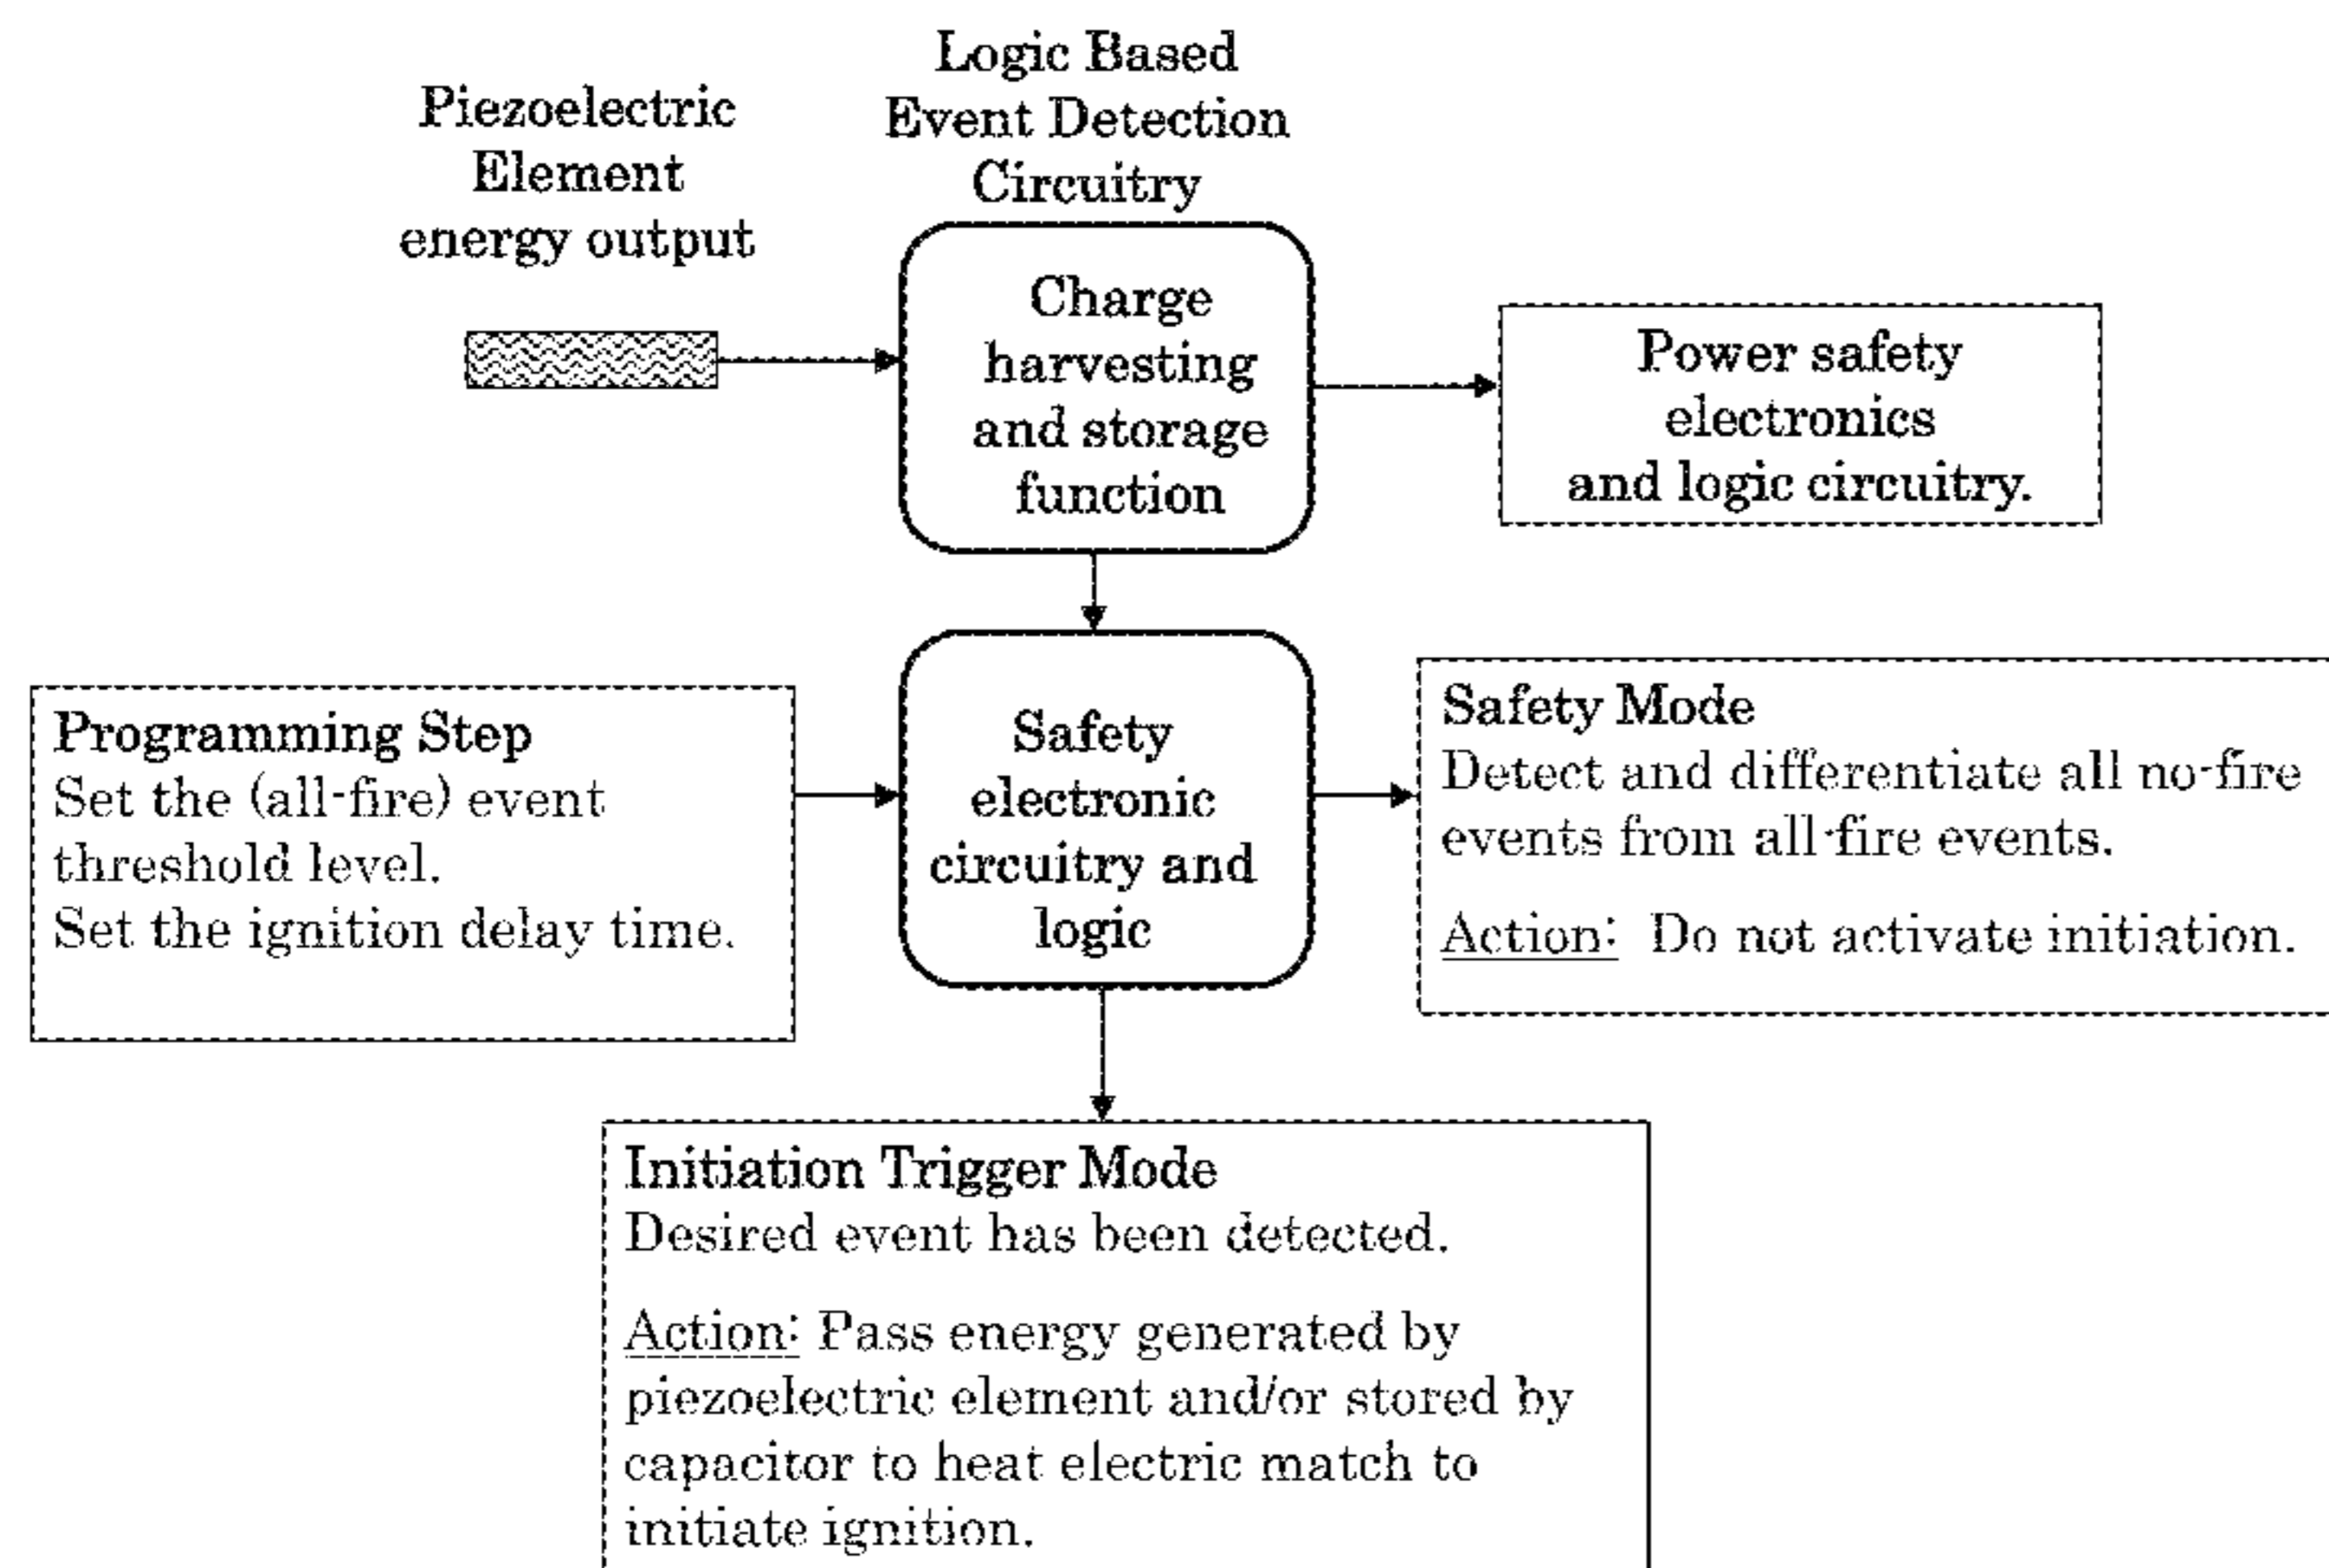 Piezoelectric
Element
energy output
Logic Based
Event Detection
Circuitry
Charge
harvesting
and storage
function
Power safety
electronics
and logic circuitry.
Programming Step
Set the (all-fire) event
threshold level.
Set the ignition delay time.
Safety
electronic
circuitry and
logic
Safety Mode
Detect and differentiate all no-fire
events from all-fire events.
Action: Do not activate initiation.
Initiation Trigger Mode
Desired event has been detected.
Action: Pass energy generated by
piezoelectric element and/or stored by
capacitor to heat electric match to
initiate ignition.